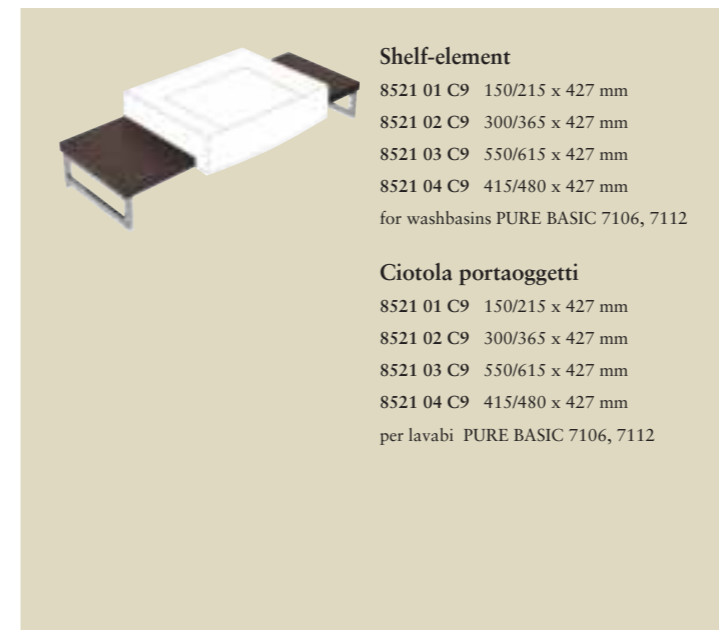 Shelf-element
8521 01 C9 150/215 x 427 mm
8521 02 C9 300/365 x 427 mm
8521 03 C9 550/615 x 427 mm
8521 04 C9 415/480 x 427 mm
for washbasins PURE BASIC 7106, 7112
Ciotola portaoggetti
8521 01 C9 150/215 x 427 mm
8521 02 C9 300/365 x 427 mm
8521 03 C9 550/615 x 427 mm
8521 04 C9 415/480 x 427 mm
per lavabi PURE BASIC 7106, 7112